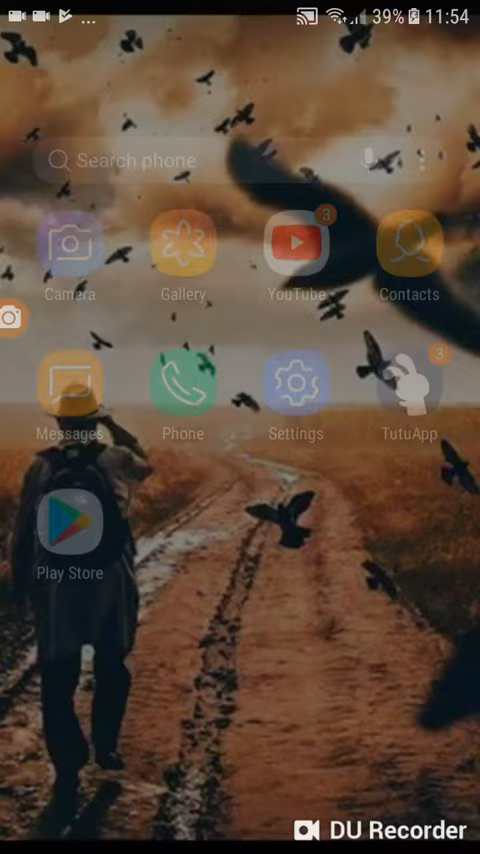 ... 39% 11:54
Search phone
Camera Gallery YouTube Contacts
3
Messages Phone Settings TutuApp
3
Play Store
DU Recorder